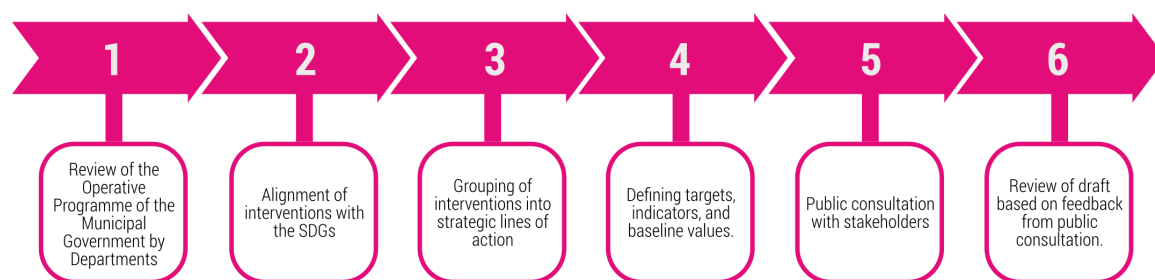 1
2
3
4
5
6
Review of the
Operative
Programme of the
Municipal
Government by
Departments
Alignment of
interventions with
the SDGs
Grouping of
interventions into
strategic lines of
action
Defining targets,
indicators, and
baseline values.
Public consultation
with stakeholders
Review of draft
based on feedback
from public
consultation.